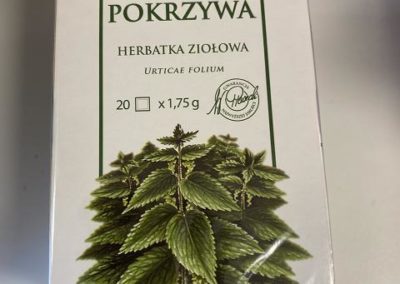 POKRZYWA
HERBATKA ZIOŁOWA
URTICAE FOLIUM
20 x 1,75 g